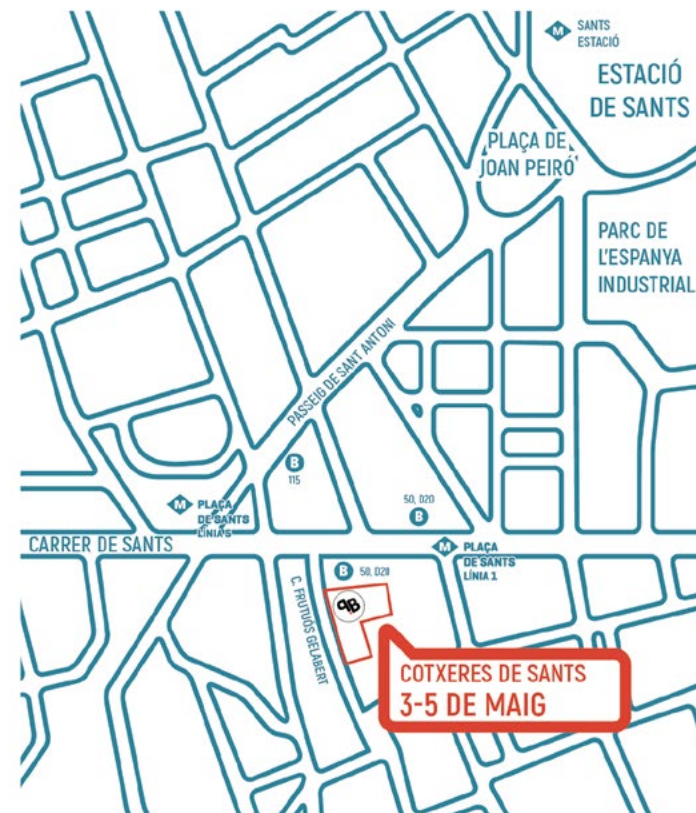 M SANTS
ESTACIÓ
ESTACIÓ
DE SANTS
PLAÇA DE
JOAN PEIRÓ
PARC DE
L'ESPANYA
INDUSTRIAL
PASSEIG DE SANT ANTONI
B
115
50, D20
B
M PLAÇA
DE SANTS
LÍNIA 5
CARRER DE SANTS
M PLAÇA
DE SANTS
LÍNIA 1
B 50, D20
C. FRUTUÓS GELABERT
COTXERES DE SANTS
3-5 DE MAIG